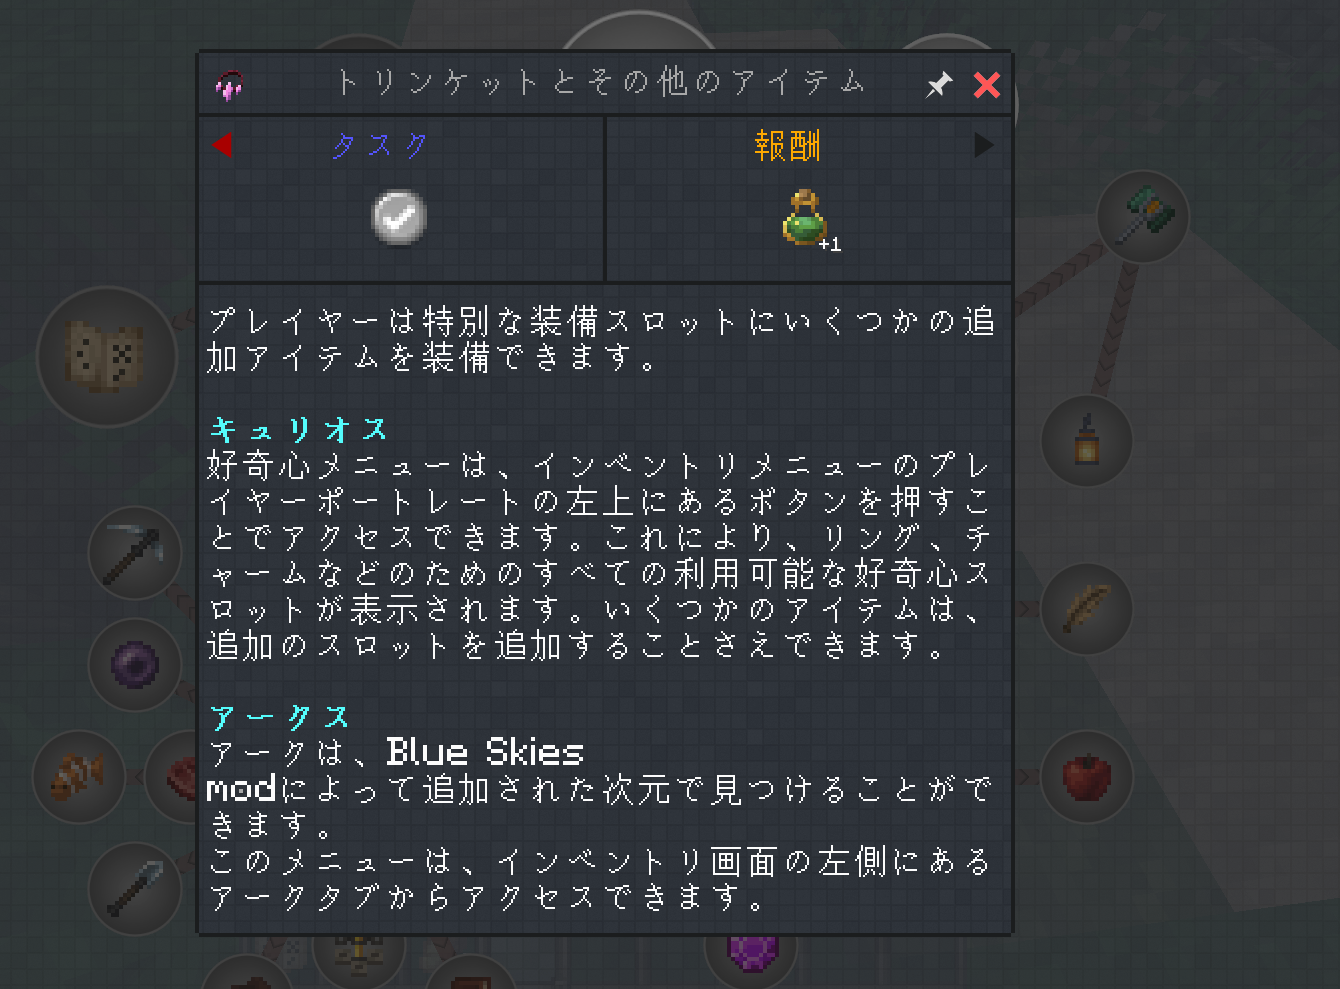 トリンケットとその他のアイテム
タスク
報酬
+1
プレイヤーは特別な装備スロットにいくつかの追
加アイテムを装備できます。
キュリオス
好奇心メニューは、インベントリメニューのプレ
イヤーポートレートの左上にあるボタンを押すこ
とでアクセスできます。これにより、リング、チ
ャームなどのためのすべての利用可能な好奇心ス
ロットが表示されます。いくつかのアイテムは、
追加のスロットを追加することさえできます。
アークス
アークは、Blue Skies
modによって追加された次元で見つけることがで
きます。
このメニューは、インベントリ画面の左側にある
アークタブからアクセスできます。